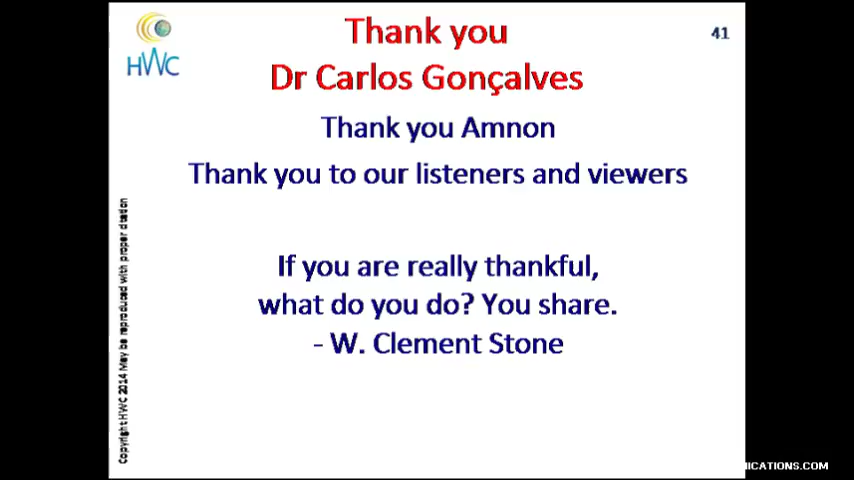 HWC
Thank you
41
Dr Carlos Gonçalves
Thank you Amnon
Thank you to our listeners and viewers
If you are really thankful,
what do you do? You share.
- W. Clement Stone
Copyright HWC 2014 May be reproduced with proper citation
ICATIONS.COM